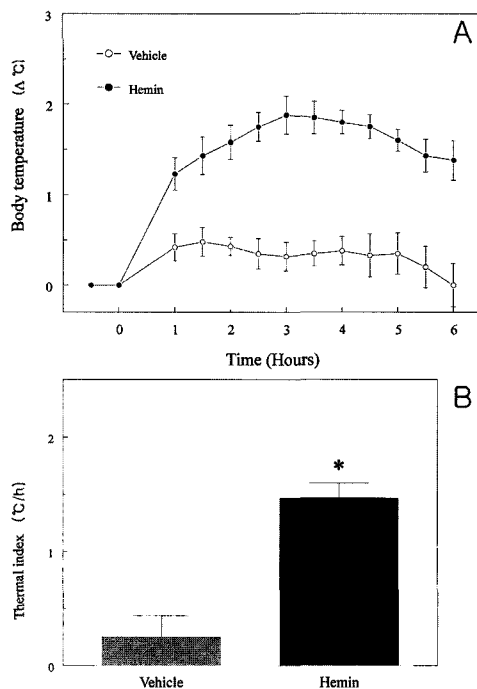 A
3
2
1
0
Body temperature (Δ ℃)
Vehicle
Hemin
0 1 2 3 4 5 6
Time (Hours)
B
2
1
0
Thermal index (℃/h)
*
Vehicle Hemin